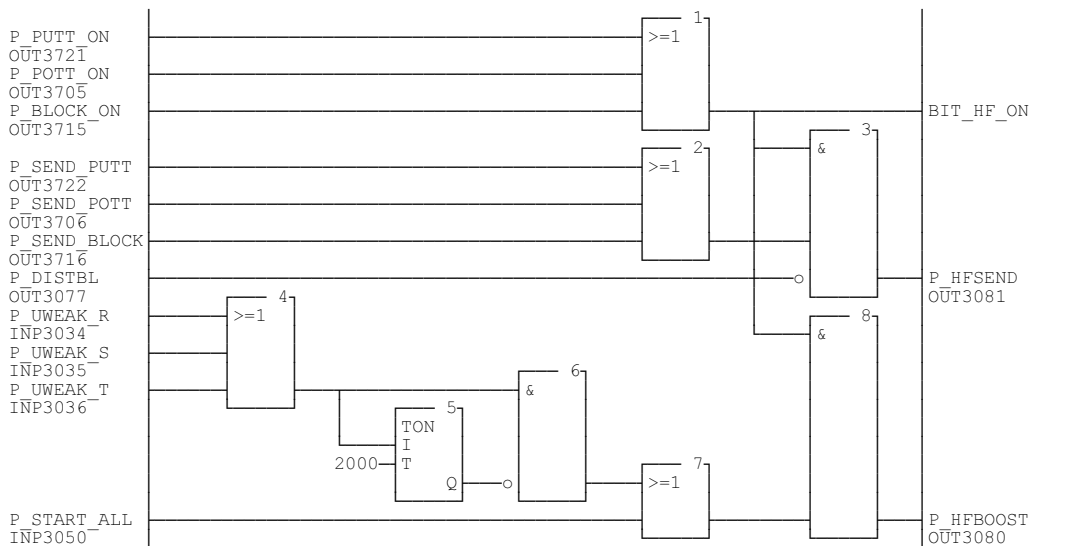 1
P_PUTT_ON >=1
OUT3721
P_POTT_ON
OUT3705
P_BLOCK_ON BIT_HF_ON
OUT3715
3
2 &
P_SEND_PUTT >=1
OUT3722
P_SEND_POTT
OUT3706
P_SEND_BLOCK
OUT3716
P_DISTBL P_HFSEND
OUT3077 OUT3081
4
P_UWEAK_R >=1 8
INP3034 &
P_UWEAK_S
INP3035
6
P_UWEAK_T &
INP3036
5
TON
I
2000 T 7
Q >=1
P_START_ALL P_HFBOOST
INP3050 OUT3080